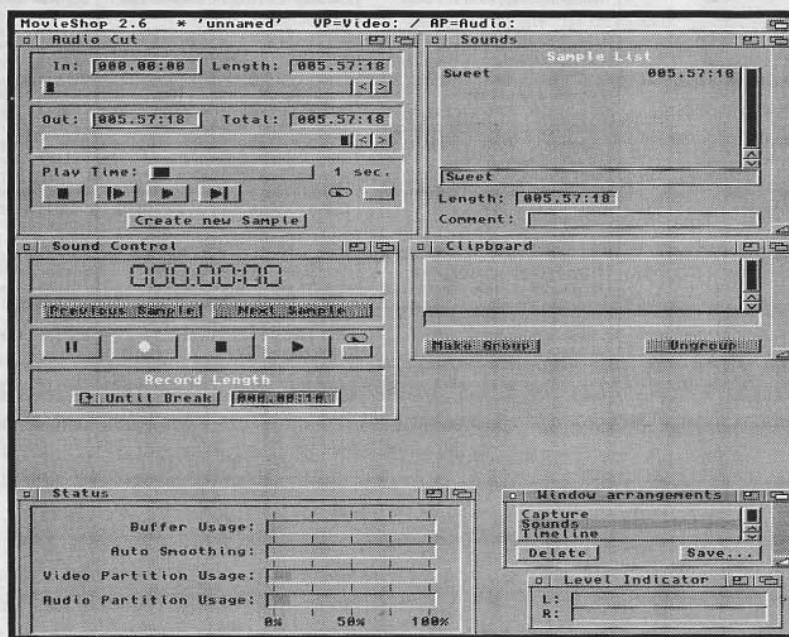 MovieShop 2.6 * 'unnamed' VP=Video: / AP=Audio:
Audio Cut
In: 000.00:00 Length: 005.57:18
< >
Out: 005.57:18 Total: 005.57:18
< >
Play Time: 1 sec.
Create new Sample
Sounds
Sample List
Sweet 005.57:18
Sweet
Length: 005.57:18
Comment:
Sound Control
000.00:00
Previous Sample Next Sample
Record Length
Until Break 000.00:10
Clipboard
Make Group Ungroup
Status
Buffer Usage:
Auto Smoothing:
Video Partition Usage:
Audio Partition Usage:
0% 50% 100%
Window arrangements
Capture
Sounds
Timeline
Delete Save...
Level Indicator
L:
R: